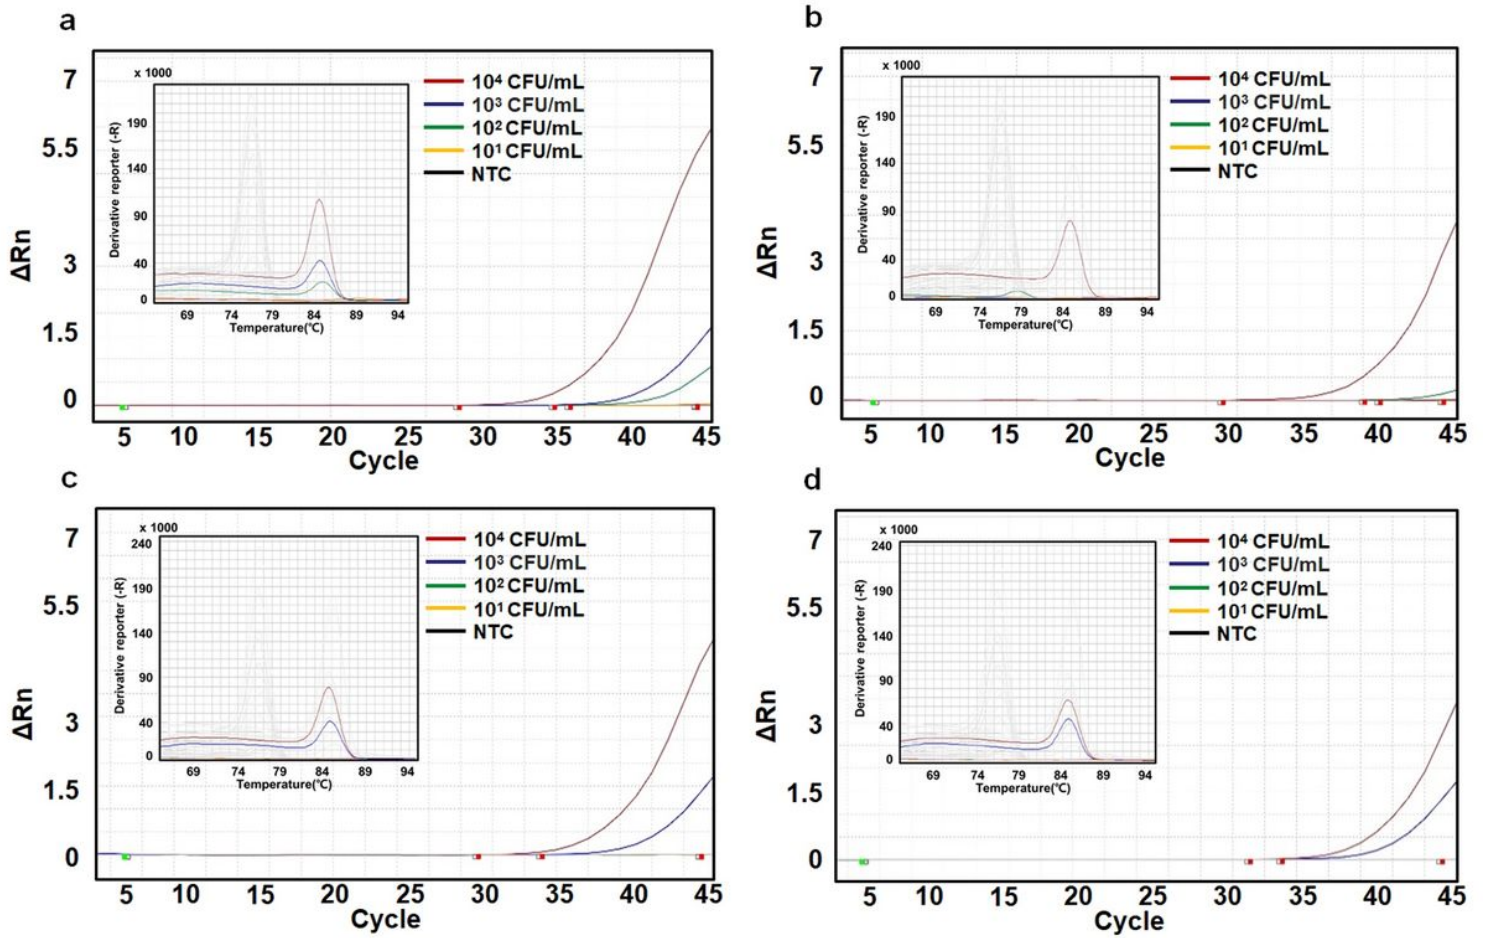 a
7
5.5
3
1.5
0
ΔRn
x 1000
190
140
90
40
0
Derivative reporter (-R)
69 74 79 84 89 94
Temperature(℃)
10⁴ CFU/mL
10³ CFU/mL
10² CFU/mL
10¹ CFU/mL
NTC
5 10 15 20 25 30 35 40 45
Cycle
b
7
5.5
3
1.5
0
ΔRn
x 1000
190
140
90
40
0
Derivative reporter (-R)
69 74 79 84 89 94
Temperature(℃)
10⁴ CFU/mL
10³ CFU/mL
10² CFU/mL
10¹ CFU/mL
NTC
5 10 15 20 25 30 35 40 45
Cycle
c
7
5.5
3
1.5
0
ΔRn
x 1000
240
190
140
90
40
0
Derivative reporter (-R)
69 74 79 84 89 94
Temperature(℃)
10⁴ CFU/mL
10³ CFU/mL
10² CFU/mL
10¹ CFU/mL
NTC
5 10 15 20 25 30 35 40 45
Cycle
d
7
5.5
3
1.5
0
ΔRn
x 1000
240
190
140
90
40
0
Derivative reporter (-R)
69 74 79 84 89 94
Temperature(℃)
10⁴ CFU/mL
10³ CFU/mL
10² CFU/mL
10¹ CFU/mL
NTC
5 10 15 20 25 30 35 40 45
Cycle